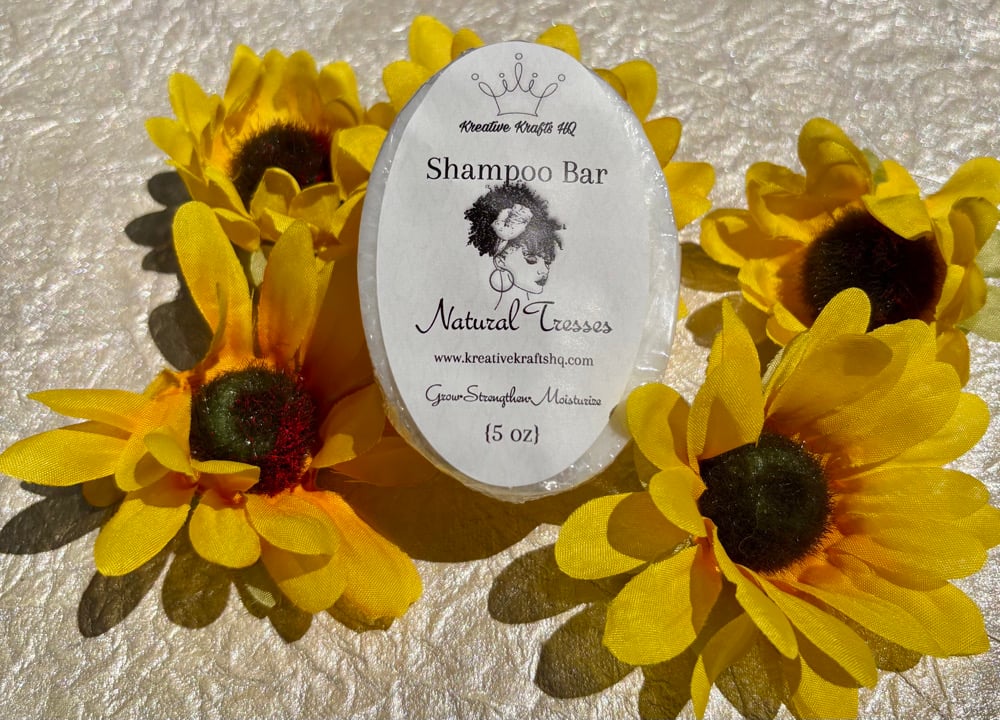 Kreative Krafts HQ
Shampoo Bar
Natural Tresses
www.kreativekraftshq.com
Grow Strengthen Moisturize
{5 oz}